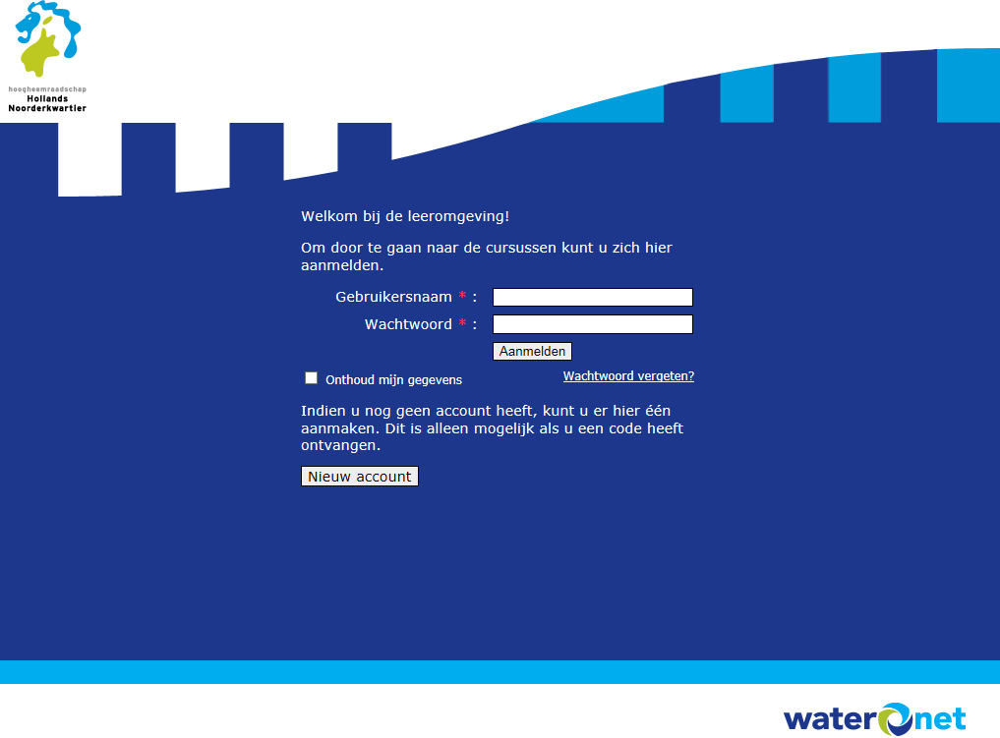 hoogheemraadschap
Hollands
Noorderkwartier
Welkom bij de leeromgeving!
Om door te gaan naar de cursussen kunt u zich hier
aanmelden.
Gebruikersnaam * :
Wachtwoord * :
Aanmelden
Onthoud mijn gegevens
Wachtwoord vergeten?
Indien u nog geen account heeft, kunt u er hier één
aanmaken. Dit is alleen mogelijk als u een code heeft
ontvangen.
Nieuw account
waternet